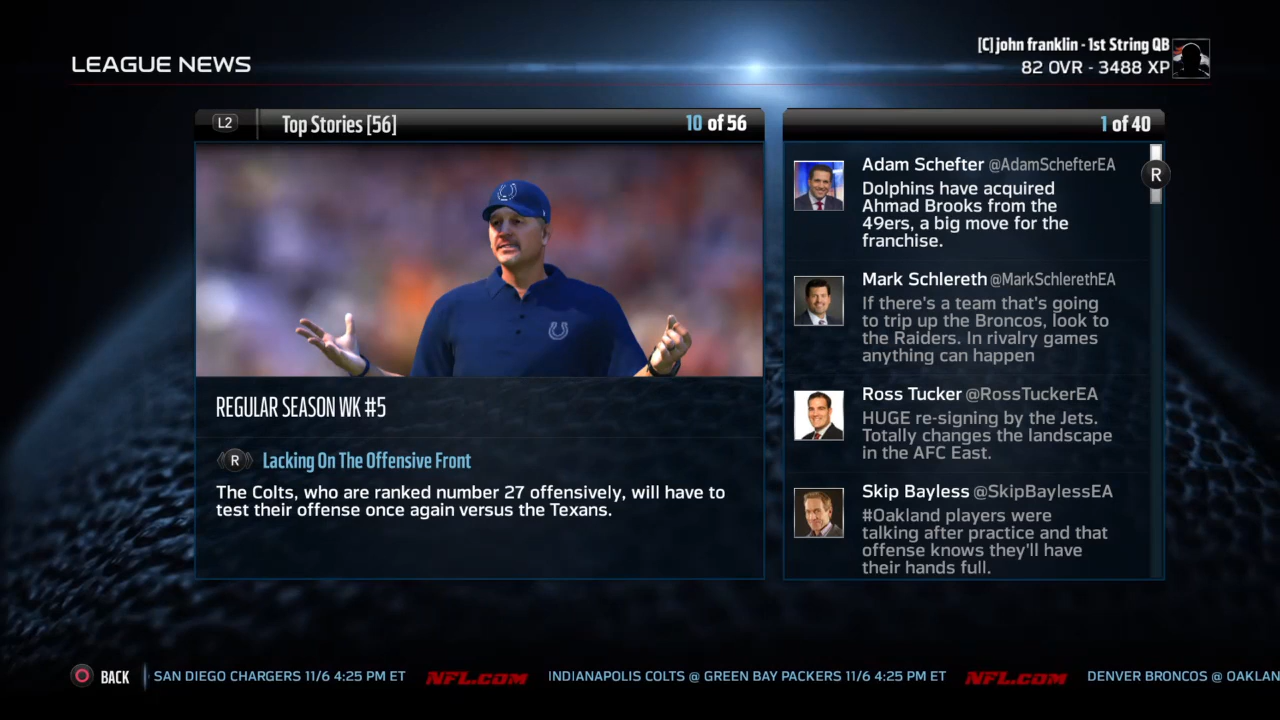 LEAGUE NEWS
[C] john franklin - 1st String QB
82 OVR - 3488 XP
L2
Top Stories [56]
10 of 56
1 of 40
REGULAR SEASON WK #5
R Lacking On The Offensive Front
The Colts, who are ranked number 27 offensively, will have to
test their offense once again versus the Texans.
Adam Schefter @AdamSchefterEA
Dolphins have acquired
Ahmad Brooks from the
49ers, a big move for the
franchise.
R
Mark Schlereth @MarkSchlerethEA
If there's a team that's going
to trip up the Broncos, look to
the Raiders. In rivalry games
anything can happen
Ross Tucker @RossTuckerEA
HUGE re-signing by the Jets.
Totally changes the landscape
in the AFC East.
Skip Bayless @SkipBaylessEA
#Oakland players were
talking after practice and that
offense knows they'll have
their hands full.
BACK
SAN DIEGO CHARGERS 11/6 4:25 PM ET NFL.COM INDIANAPOLIS COLTS @ GREEN BAY PACKERS 11/6 4:25 PM ET NFL.COM DENVER BRONCOS @ OAKLAN